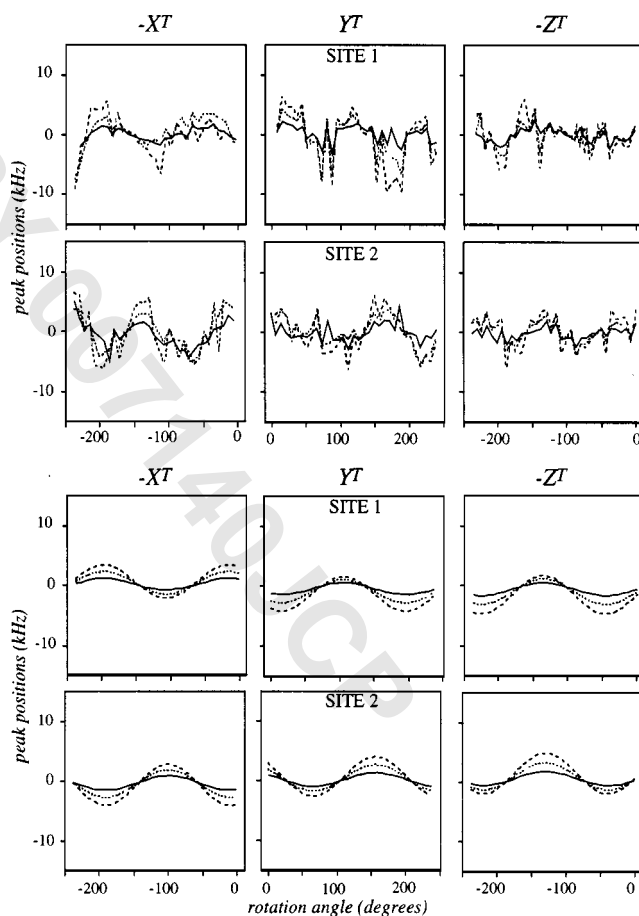 -Xᵀ Yᵀ -Zᵀ
SITE 1
10
0
-10
SITE 2
10
0
-10
peak positions (kHz)
-200 -100 0 0 100 200 -200 -100 0
-Xᵀ Yᵀ -Zᵀ
SITE 1
10
0
-10
SITE 2
10
0
-10
peak positions (kHz)
-200 -100 0 0 100 200 -200 -100 0
rotation angle (degrees)
007140JCP